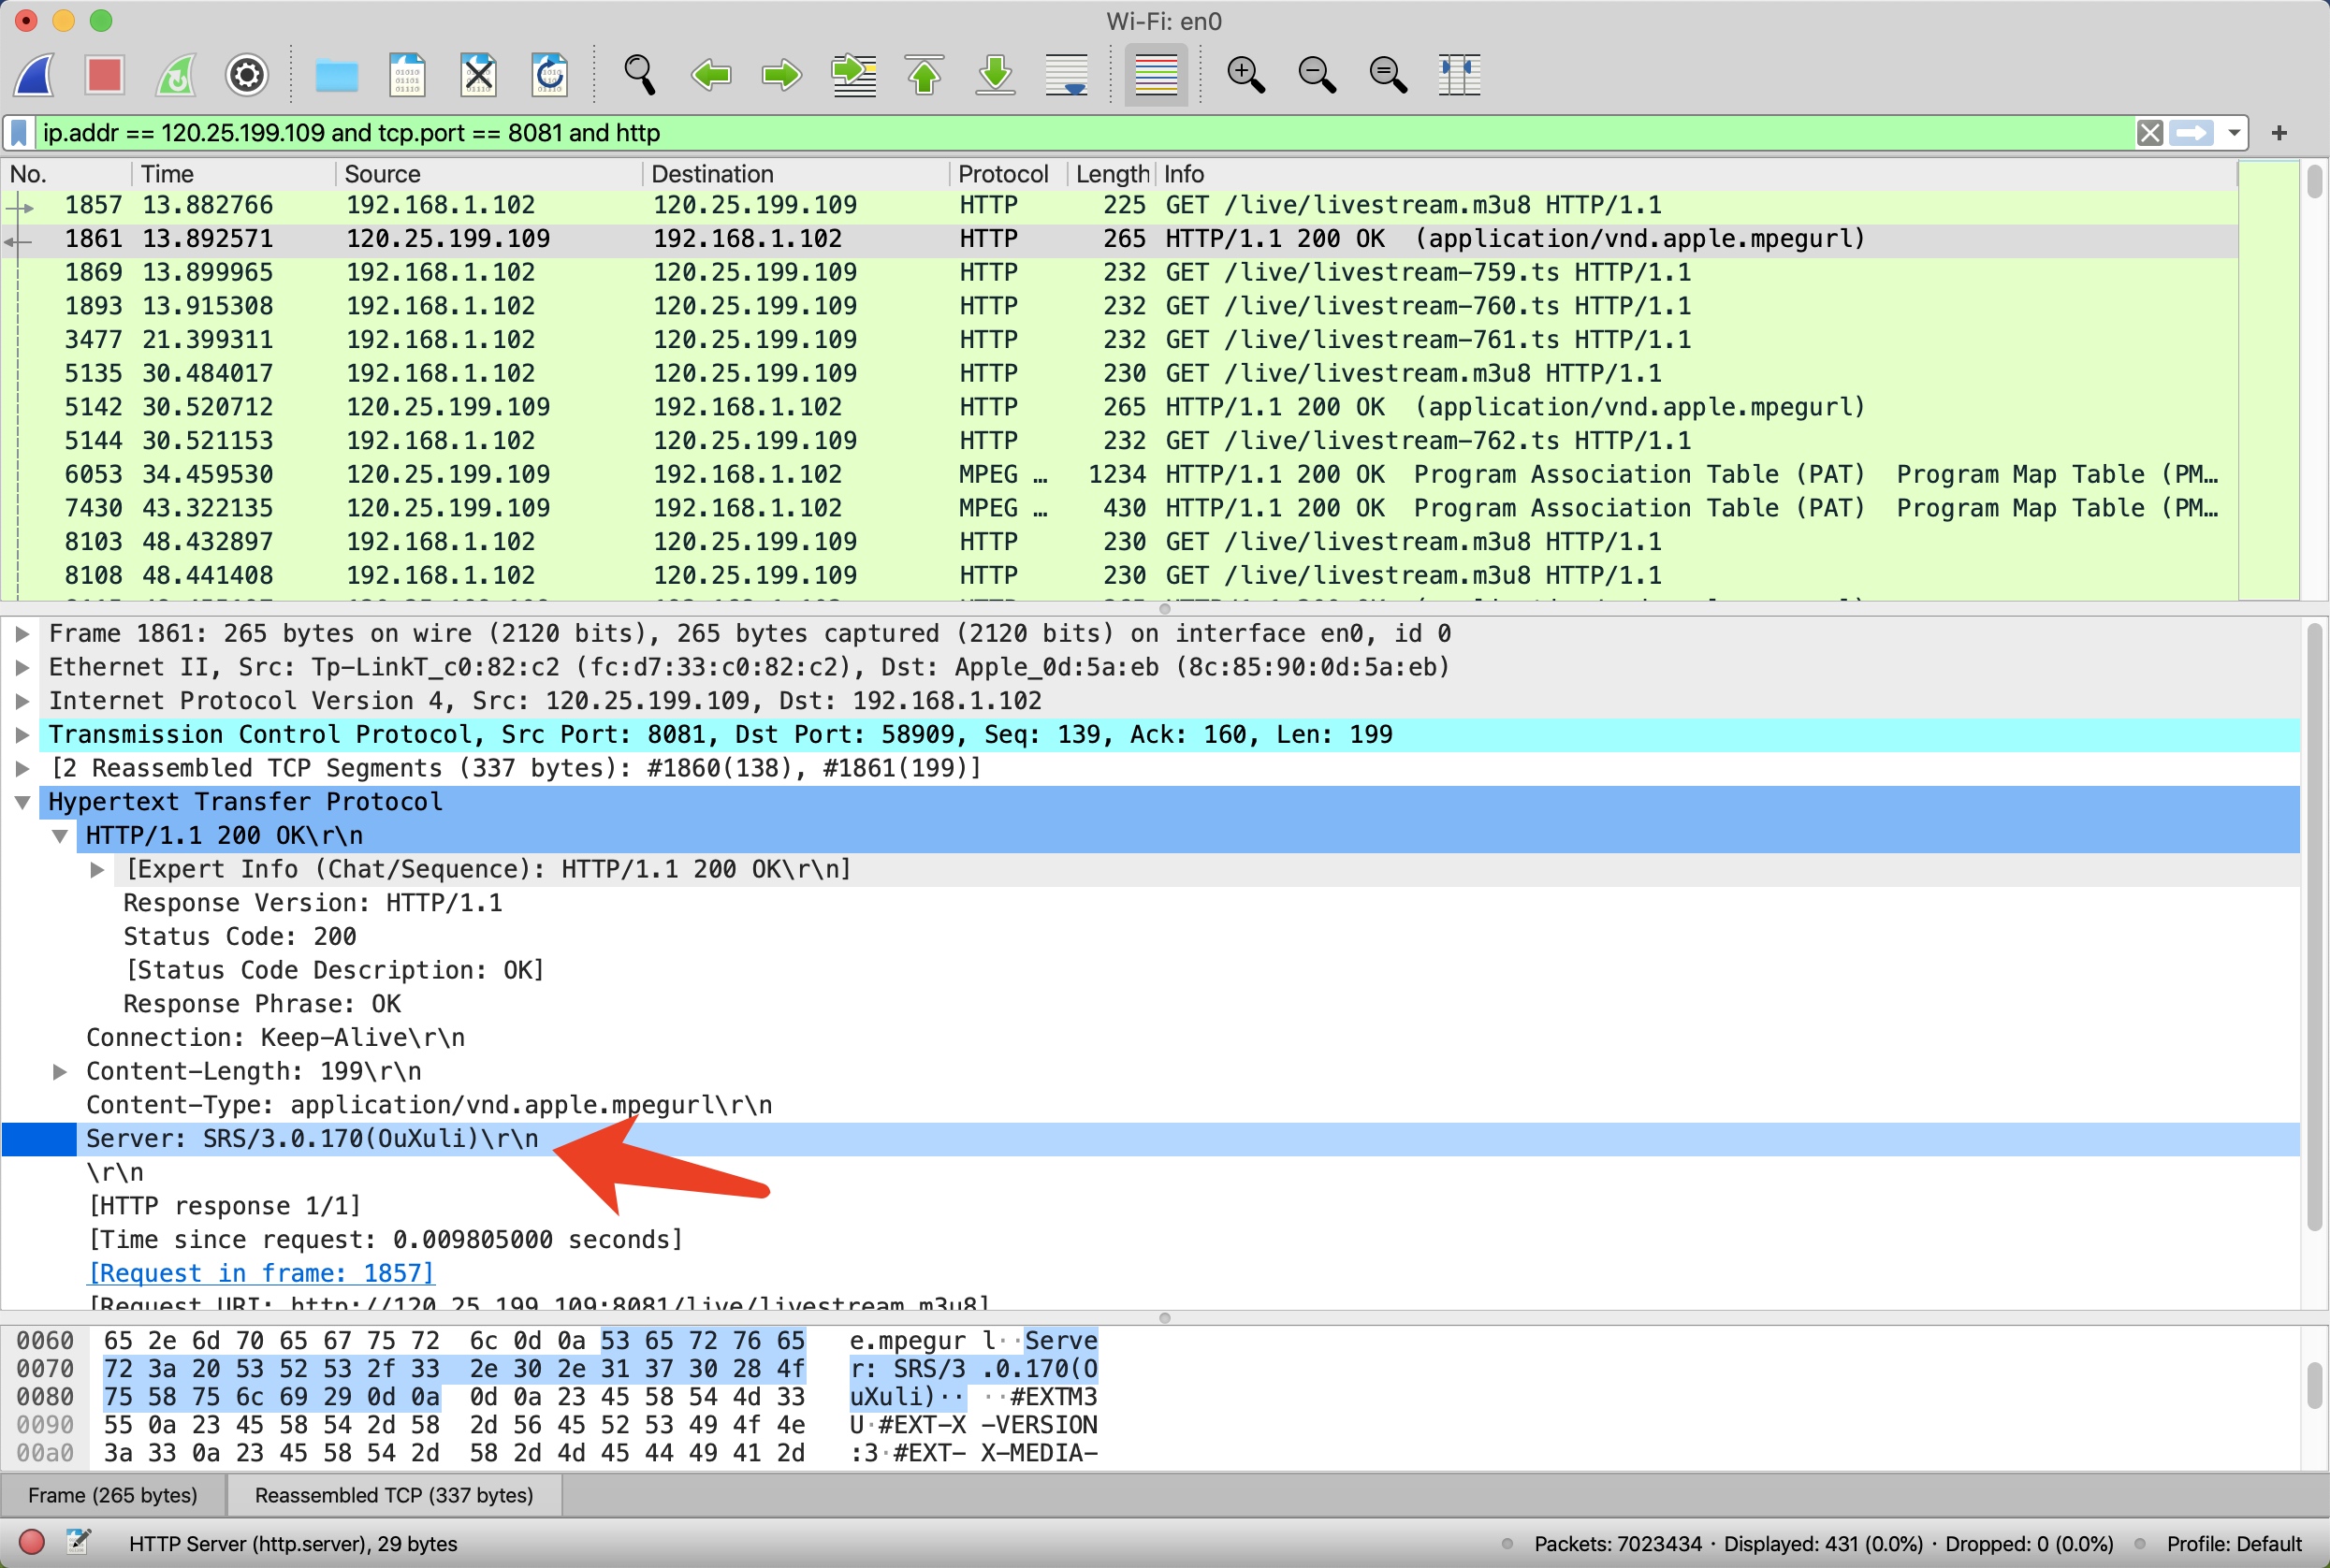 Wi-Fi: en0
ip.addr == 120.25.199.109 and tcp.port == 8081 and http
No. Time Source Destination Protocol Length Info
1857 13.882766 192.168.1.102 120.25.199.109 HTTP 225 GET /live/livestream.m3u8 HTTP/1.1
1861 13.892571 120.25.199.109 192.168.1.102 HTTP 265 HTTP/1.1 200 OK (application/vnd.apple.mpegurl)
1869 13.899965 192.168.1.102 120.25.199.109 HTTP 232 GET /live/livestream-759.ts HTTP/1.1
1893 13.915308 192.168.1.102 120.25.199.109 HTTP 232 GET /live/livestream-760.ts HTTP/1.1
3477 21.399311 192.168.1.102 120.25.199.109 HTTP 232 GET /live/livestream-761.ts HTTP/1.1
5135 30.484017 192.168.1.102 120.25.199.109 HTTP 230 GET /live/livestream.m3u8 HTTP/1.1
5142 30.520712 120.25.199.109 192.168.1.102 HTTP 265 HTTP/1.1 200 OK (application/vnd.apple.mpegurl)
5144 30.521153 192.168.1.102 120.25.199.109 HTTP 232 GET /live/livestream-762.ts HTTP/1.1
6053 34.459530 120.25.199.109 192.168.1.102 MPEG … 1234 HTTP/1.1 200 OK Program Association Table (PAT) Program Map Table (PM…
7430 43.322135 120.25.199.109 192.168.1.102 MPEG … 430 HTTP/1.1 200 OK Program Association Table (PAT) Program Map Table (PM…
8103 48.432897 192.168.1.102 120.25.199.109 HTTP 230 GET /live/livestream.m3u8 HTTP/1.1
8108 48.441408 192.168.1.102 120.25.199.109 HTTP 230 GET /live/livestream.m3u8 HTTP/1.1
Frame 1861: 265 bytes on wire (2120 bits), 265 bytes captured (2120 bits) on interface en0, id 0
Ethernet II, Src: Tp-LinkT_c0:82:c2 (fc:d7:33:c0:82:c2), Dst: Apple_0d:5a:eb (8c:85:90:0d:5a:eb)
Internet Protocol Version 4, Src: 120.25.199.109, Dst: 192.168.1.102
Transmission Control Protocol, Src Port: 8081, Dst Port: 58909, Seq: 139, Ack: 160, Len: 199
[2 Reassembled TCP Segments (337 bytes): #1860(138), #1861(199)]
Hypertext Transfer Protocol
HTTP/1.1 200 OK\r\n
[Expert Info (Chat/Sequence): HTTP/1.1 200 OK\r\n]
Response Version: HTTP/1.1
Status Code: 200
[Status Code Description: OK]
Response Phrase: OK
Connection: Keep-Alive\r\n
Content-Length: 199\r\n
Content-Type: application/vnd.apple.mpegurl\r\n
Server: SRS/3.0.170(OuXuli)\r\n
\r\n
[HTTP response 1/1]
[Time since request: 0.009805000 seconds]
[Request in frame: 1857]
[Request URI: http://120.25.199.109:8081/live/livestream.m3u8]
0060 65 2e 6d 70 65 67 75 72 6c 0d 0a 53 65 72 76 65 e.mpegur l··Serve
0070 72 3a 20 53 52 53 2f 33 2e 30 2e 31 37 30 28 4f r: SRS/3 .0.170(O
0080 75 58 75 6c 69 29 0d 0a 0d 0a 23 45 58 54 4d 33 uXuli)·· ··#EXTM3
0090 55 0a 23 45 58 54 2d 58 2d 56 45 52 53 49 4f 4e U·#EXT-X -VERSION
00a0 3a 33 0a 23 45 58 54 2d 58 2d 4d 45 44 49 41 2d :3·#EXT- X-MEDIA-
Frame (265 bytes) Reassembled TCP (337 bytes)
HTTP Server (http.server), 29 bytes Packets: 7023434 · Displayed: 431 (0.0%) · Dropped: 0 (0.0%) Profile: Default